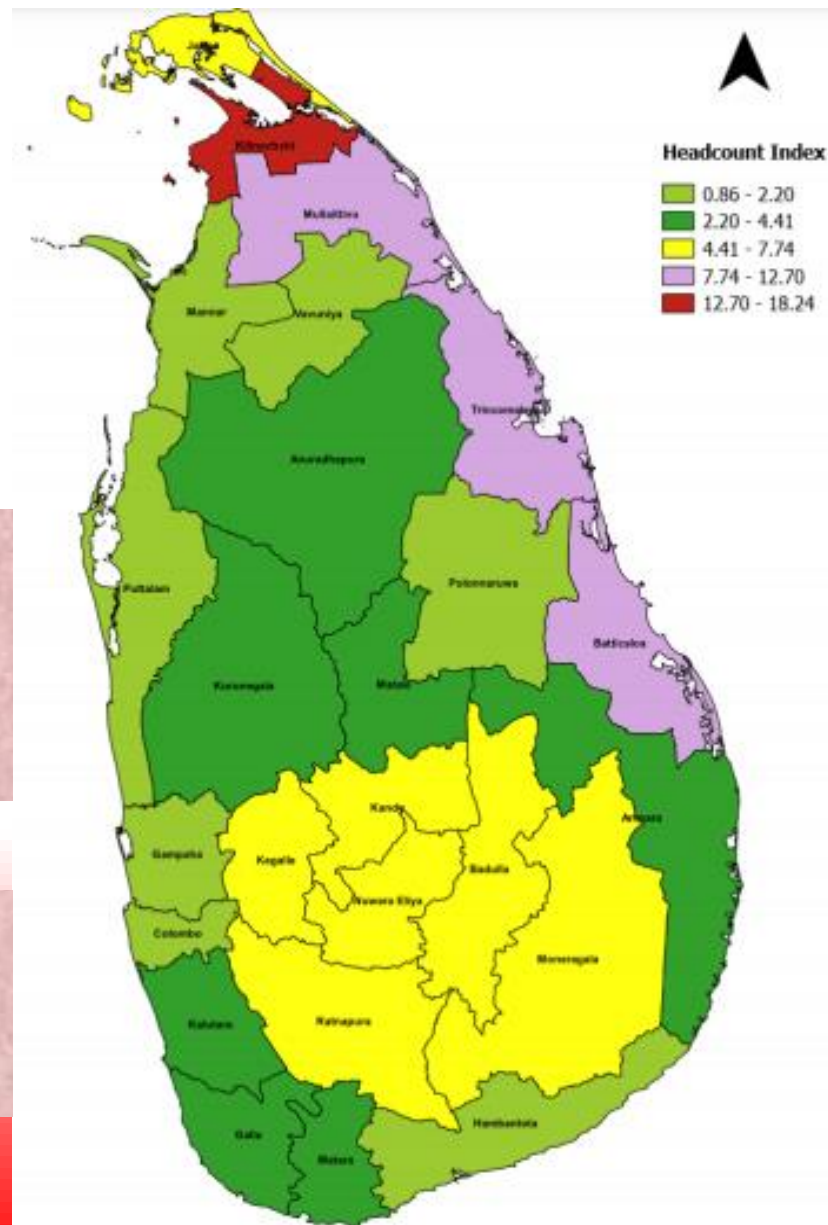 Jaffna
Kilinochchi
Headcount Index
0.86 - 2.20
2.20 - 4.41
4.41 - 7.74
7.74 - 12.70
12.70 - 18.24
Mullaitivu
Mannar
Vavuniya
Trincomalee
Anuradhapura
Puttalam
Polonnaruwa
Batticaloa
Kurunegala
Matale
Kandy
Ampara
Gampaha
Kegalle
Badulla
Nuwara Eliya
Colombo
Moneragala
Ratnapura
Kalutara
Hambantota
Galle
Matara